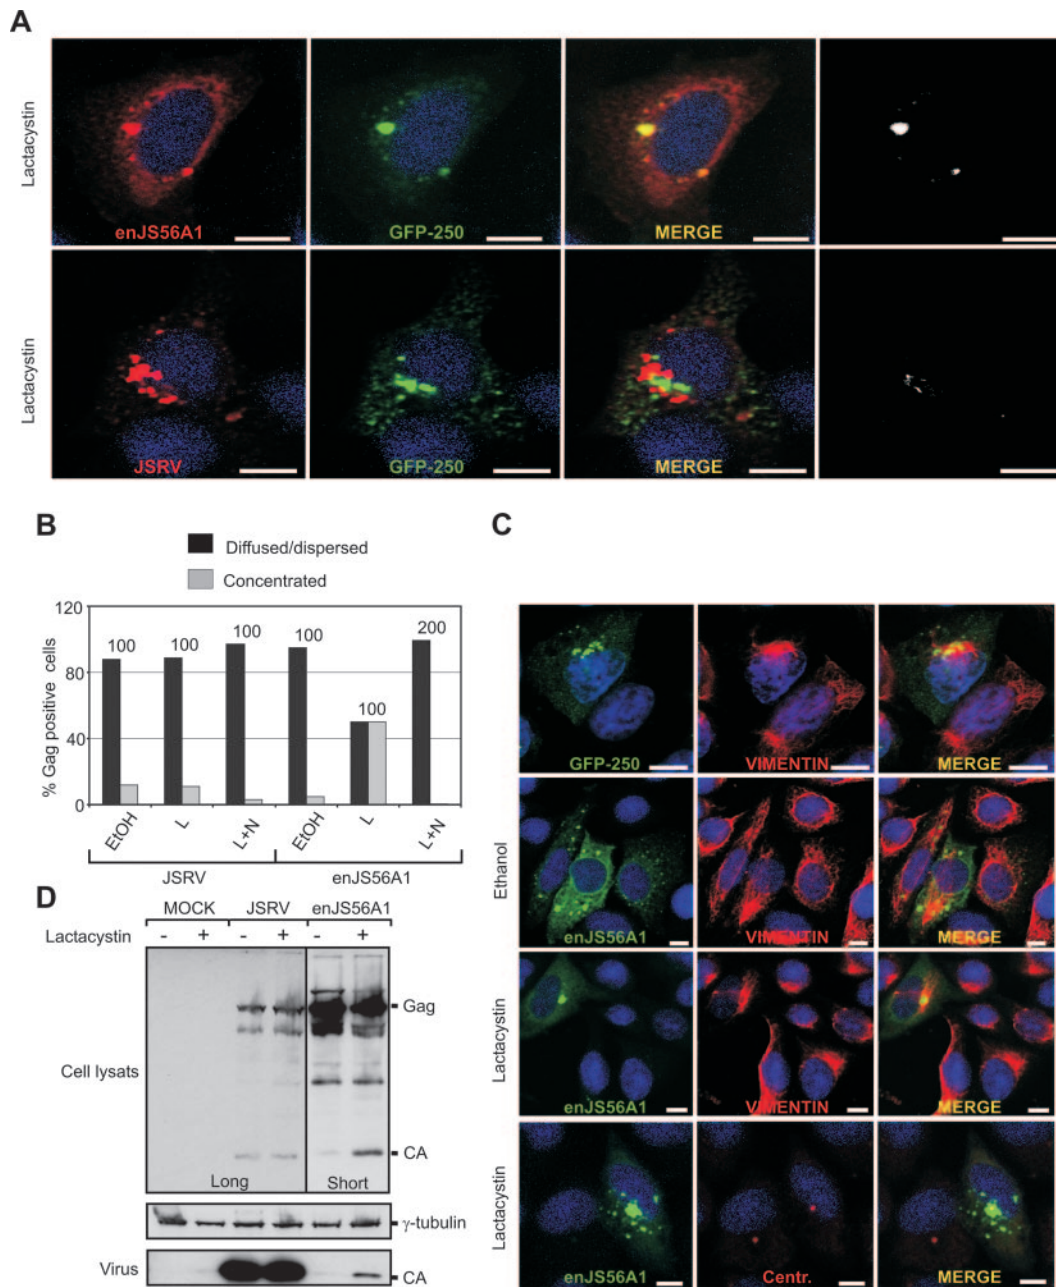 A
Lactacystin
enJS56A1
GFP-250
MERGE
Lactacystin
JSRV
GFP-250
MERGE
B
Diffused/dispersed
Concentrated
% Gag positive cells
120
80
40
0
100
100
100
100
100
200
EtOH
L
L+N
EtOH
L
L+N
JSRV
enJS56A1
C
GFP-250
VIMENTIN
MERGE
Ethanol
enJS56A1
VIMENTIN
MERGE
Lactacystin
enJS56A1
VIMENTIN
MERGE
Lactacystin
enJS56A1
Centr.
MERGE
D
MOCK
JSRV
enJS56A1
Lactacystin
- + - + - +
Gag
Cell lysats
CA
Long
Short
γ-tubulin
Virus
CA